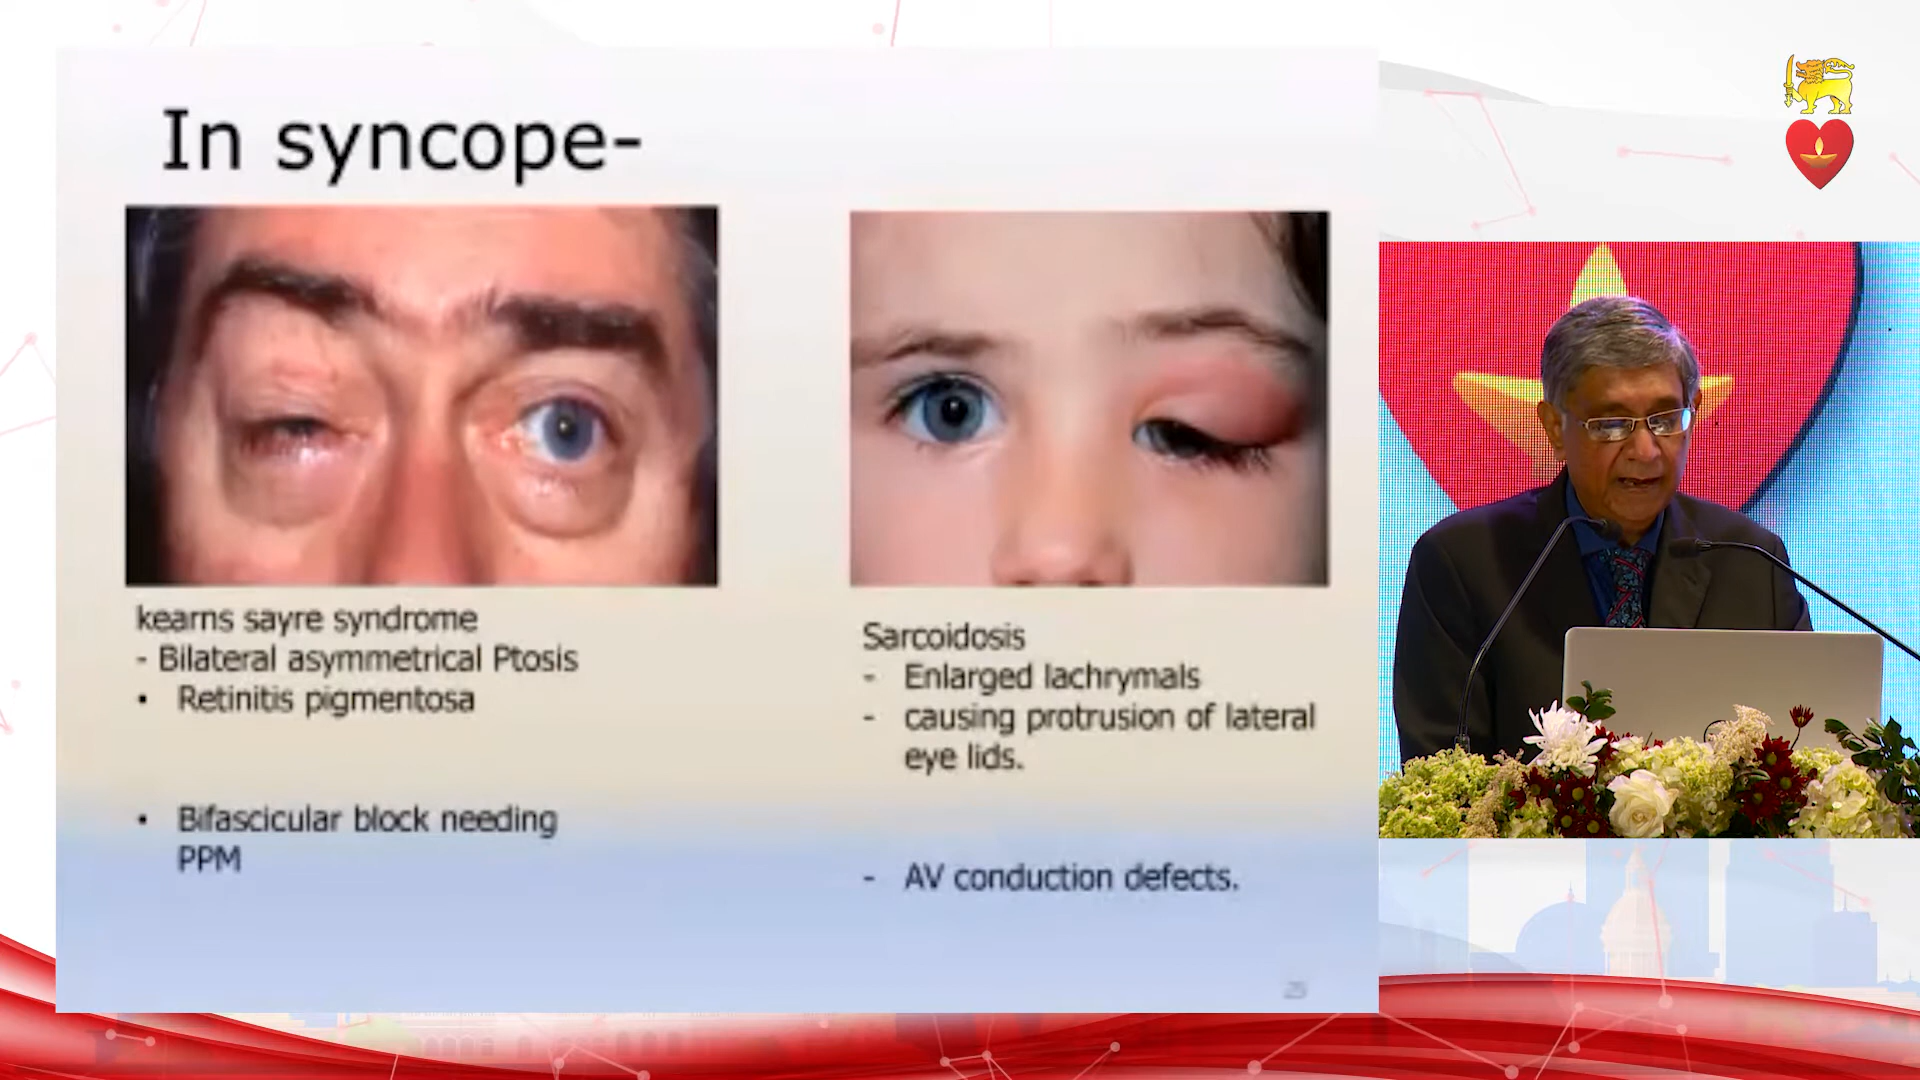 In syncope-
kearns sayre syndrome
- Bilateral asymmetrical Ptosis
• Retinitis pigmentosa
• Bifascicular block needing
PPM
Sarcoidosis
- Enlarged lachrymals
- causing protrusion of lateral
eye lids.
- AV conduction defects.
25